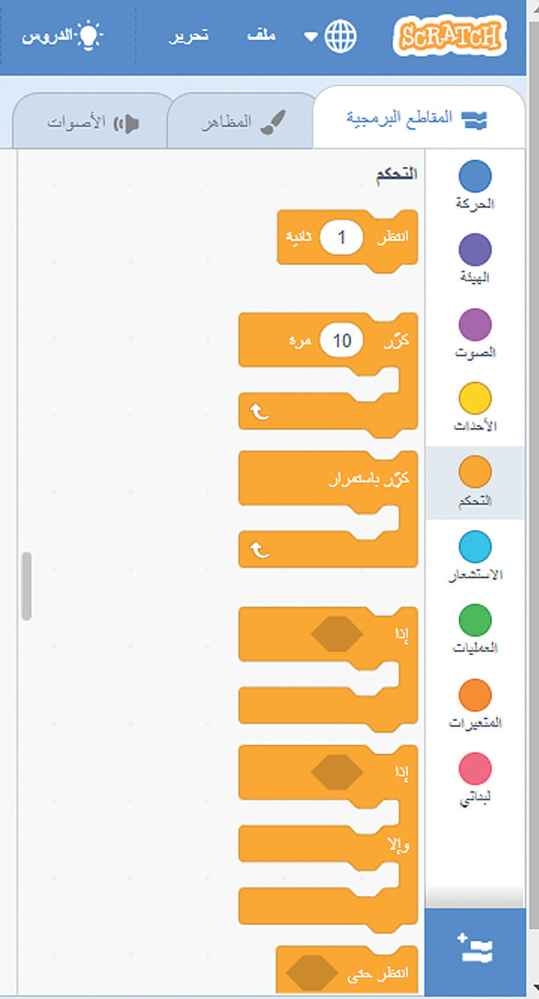 SCRATCH ملف تحرير الدروس
المقاطع البرمجية المظاهر الأصوات
التحكم
انتظر 1 ثانية
كرّر 10 مرة
كرّر باستمرار
إذا
إذا
وإلا
انتظر حتى
الحركة
الهيئة
الصوت
الأحداث
التحكم
الاستشعار
العمليات
المتغيرات
لبناتي